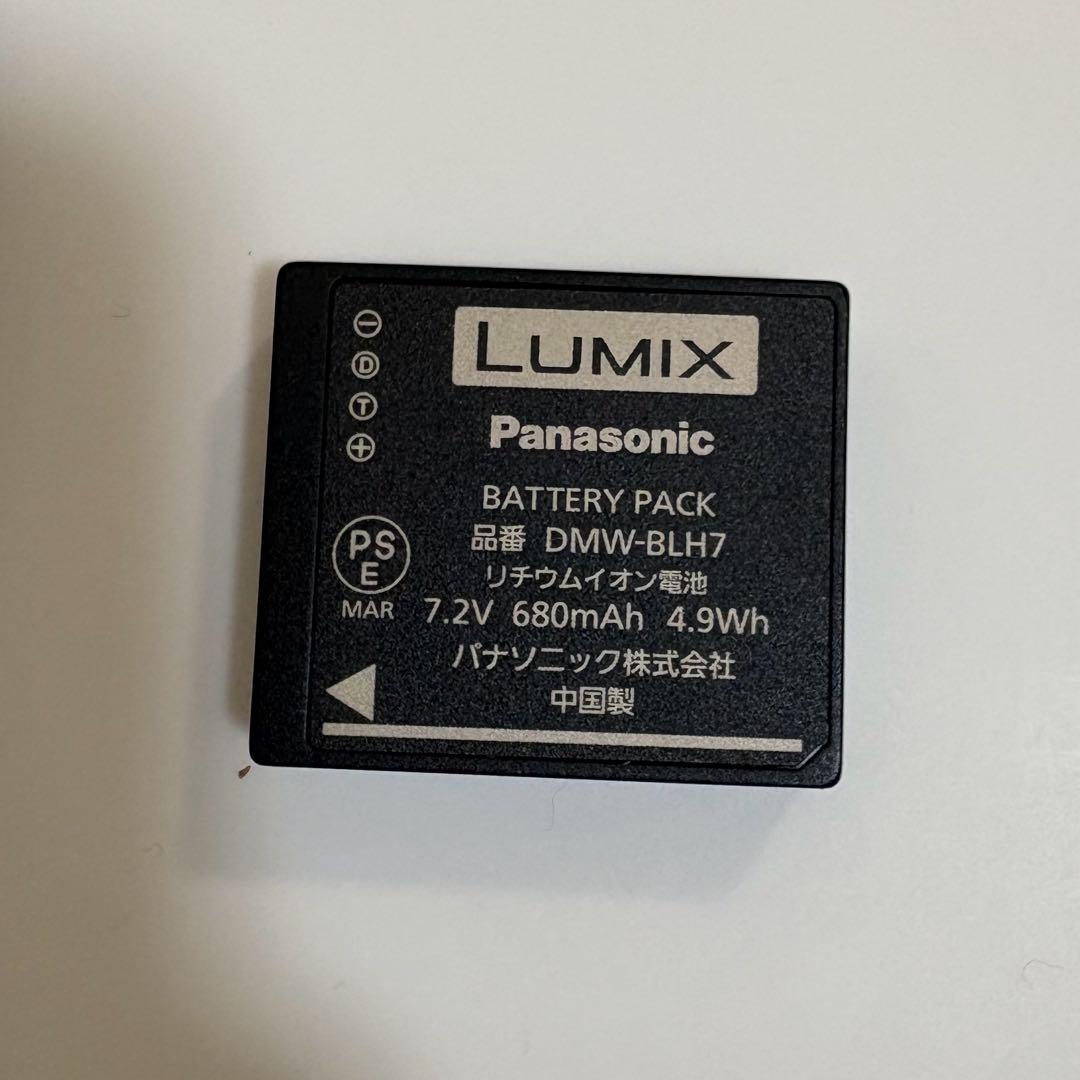 LUMIX
Panasonic
BATTERY PACK
品番 DMW-BLH7
リチウムイオン電池
7.2V 680mAh 4.9Wh
パナソニック株式会社
中国製
−
D
T
+
PS
E
MAR